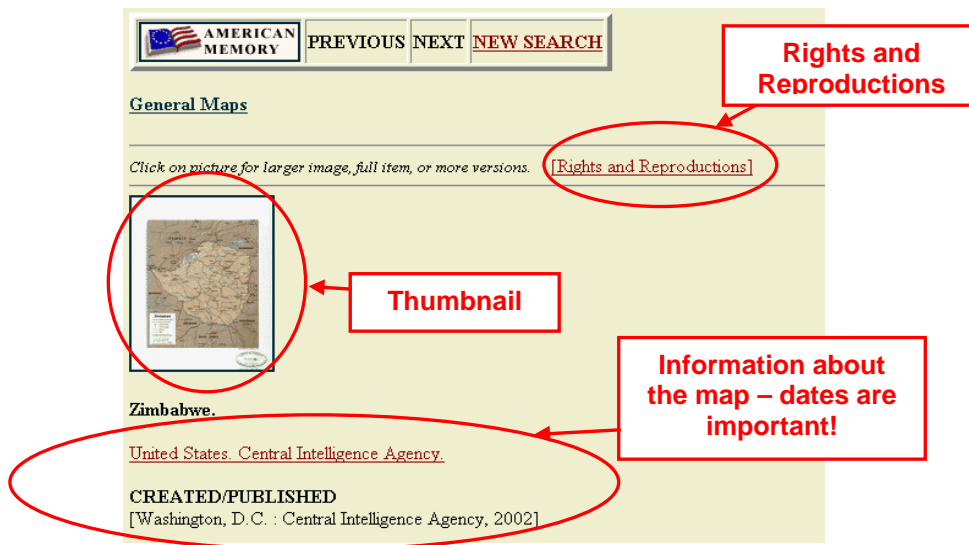 AMERICAN
MEMORY
PREVIOUS NEXT NEW SEARCH
Rights and
Reproductions
General Maps
Click on picture for larger image, full item, or more versions. [Rights and Reproductions]
Thumbnail
Information about
the map – dates are
important!
Zimbabwe.
United States. Central Intelligence Agency.
CREATED/PUBLISHED
[Washington, D.C. : Central Intelligence Agency, 2002]